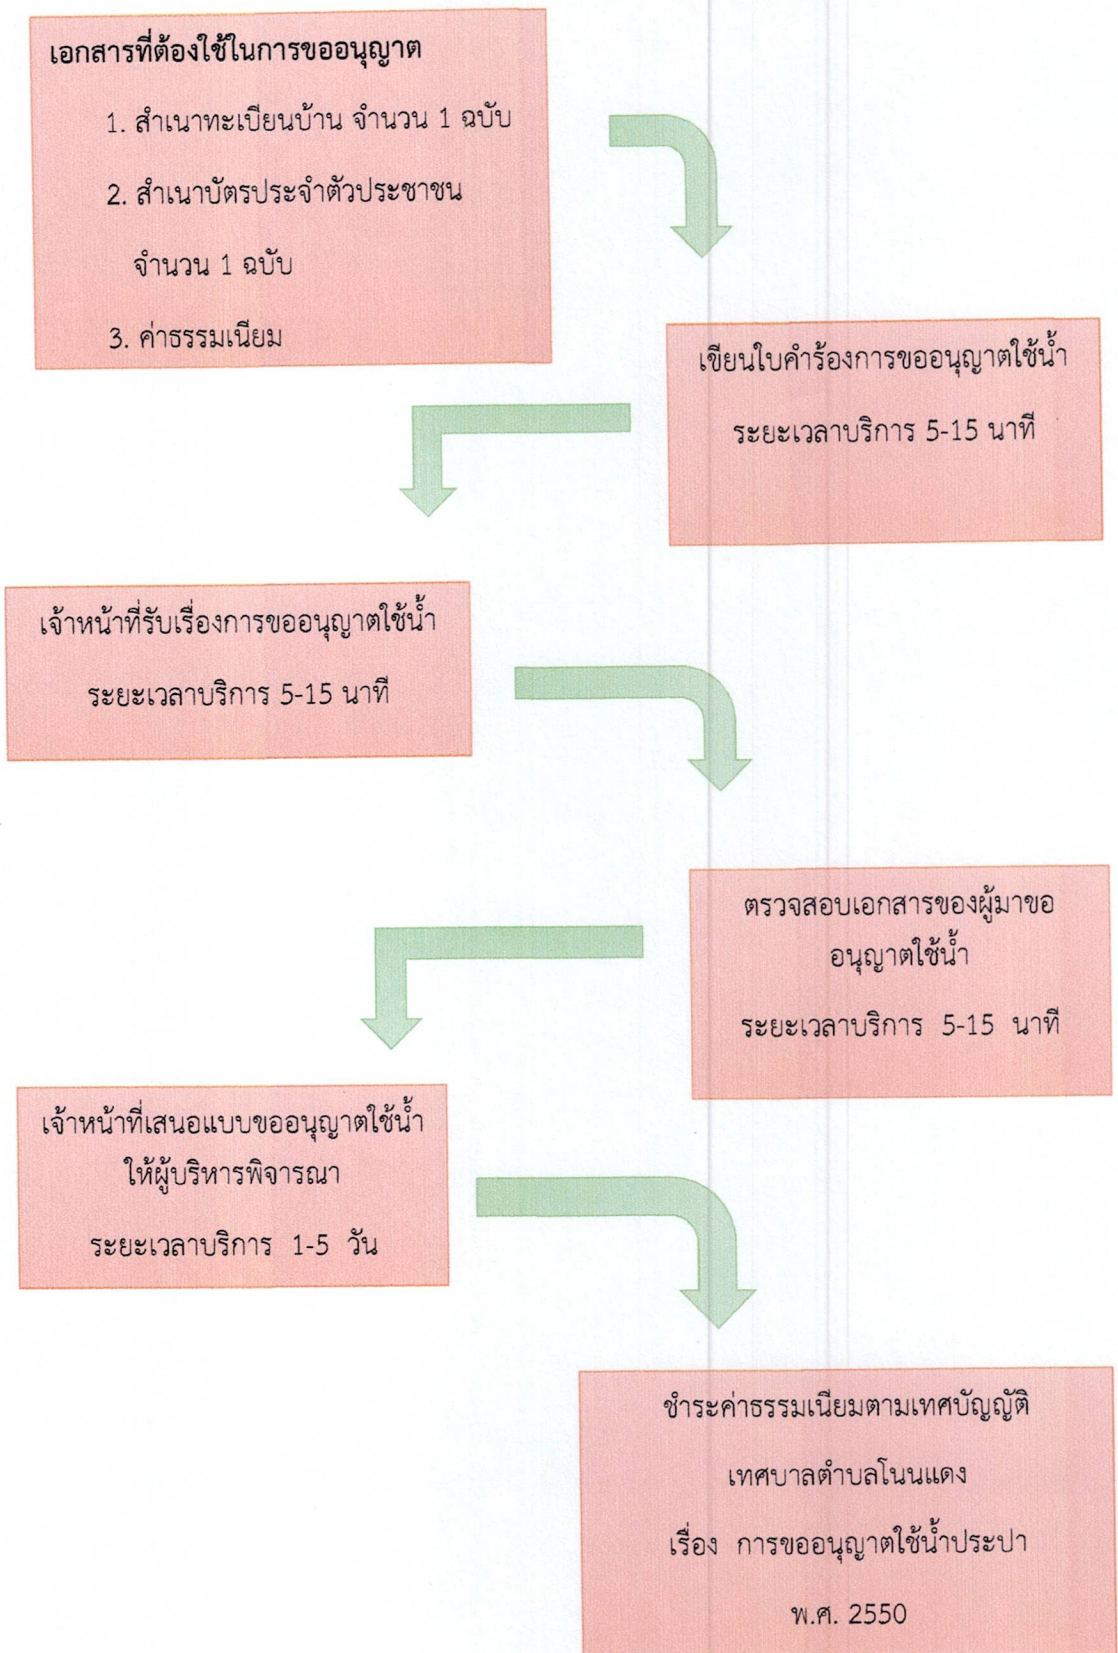 เอกสารที่ต้องใช้ในการขออนุญาต
1. สำเนาทะเบียนบ้าน จำนวน 1 ฉบับ
2. สำเนาบัตรประจำตัวประชาชน
จำนวน 1 ฉบับ
3. ค่าธรรมเนียม
เขียนใบคำร้องการขออนุญาตใช้น้ำ
ระยะเวลาบริการ 5-15 นาที
เจ้าหน้าที่รับเรื่องการขออนุญาตใช้น้ำ
ระยะเวลาบริการ 5-15 นาที
ตรวจสอบเอกสารของผู้มาขอ
อนุญาตใช้น้ำ
ระยะเวลาบริการ 5-15 นาที
เจ้าหน้าที่เสนอแบบขออนุญาตใช้น้ำ
ให้ผู้บริหารพิจารณา
ระยะเวลาบริการ 1-5 วัน
ชำระค่าธรรมเนียมตามเทศบัญญัติ
เทศบาลตำบลโนนแดง
เรื่อง การขออนุญาตใช้น้ำประปา
พ.ศ. 2550